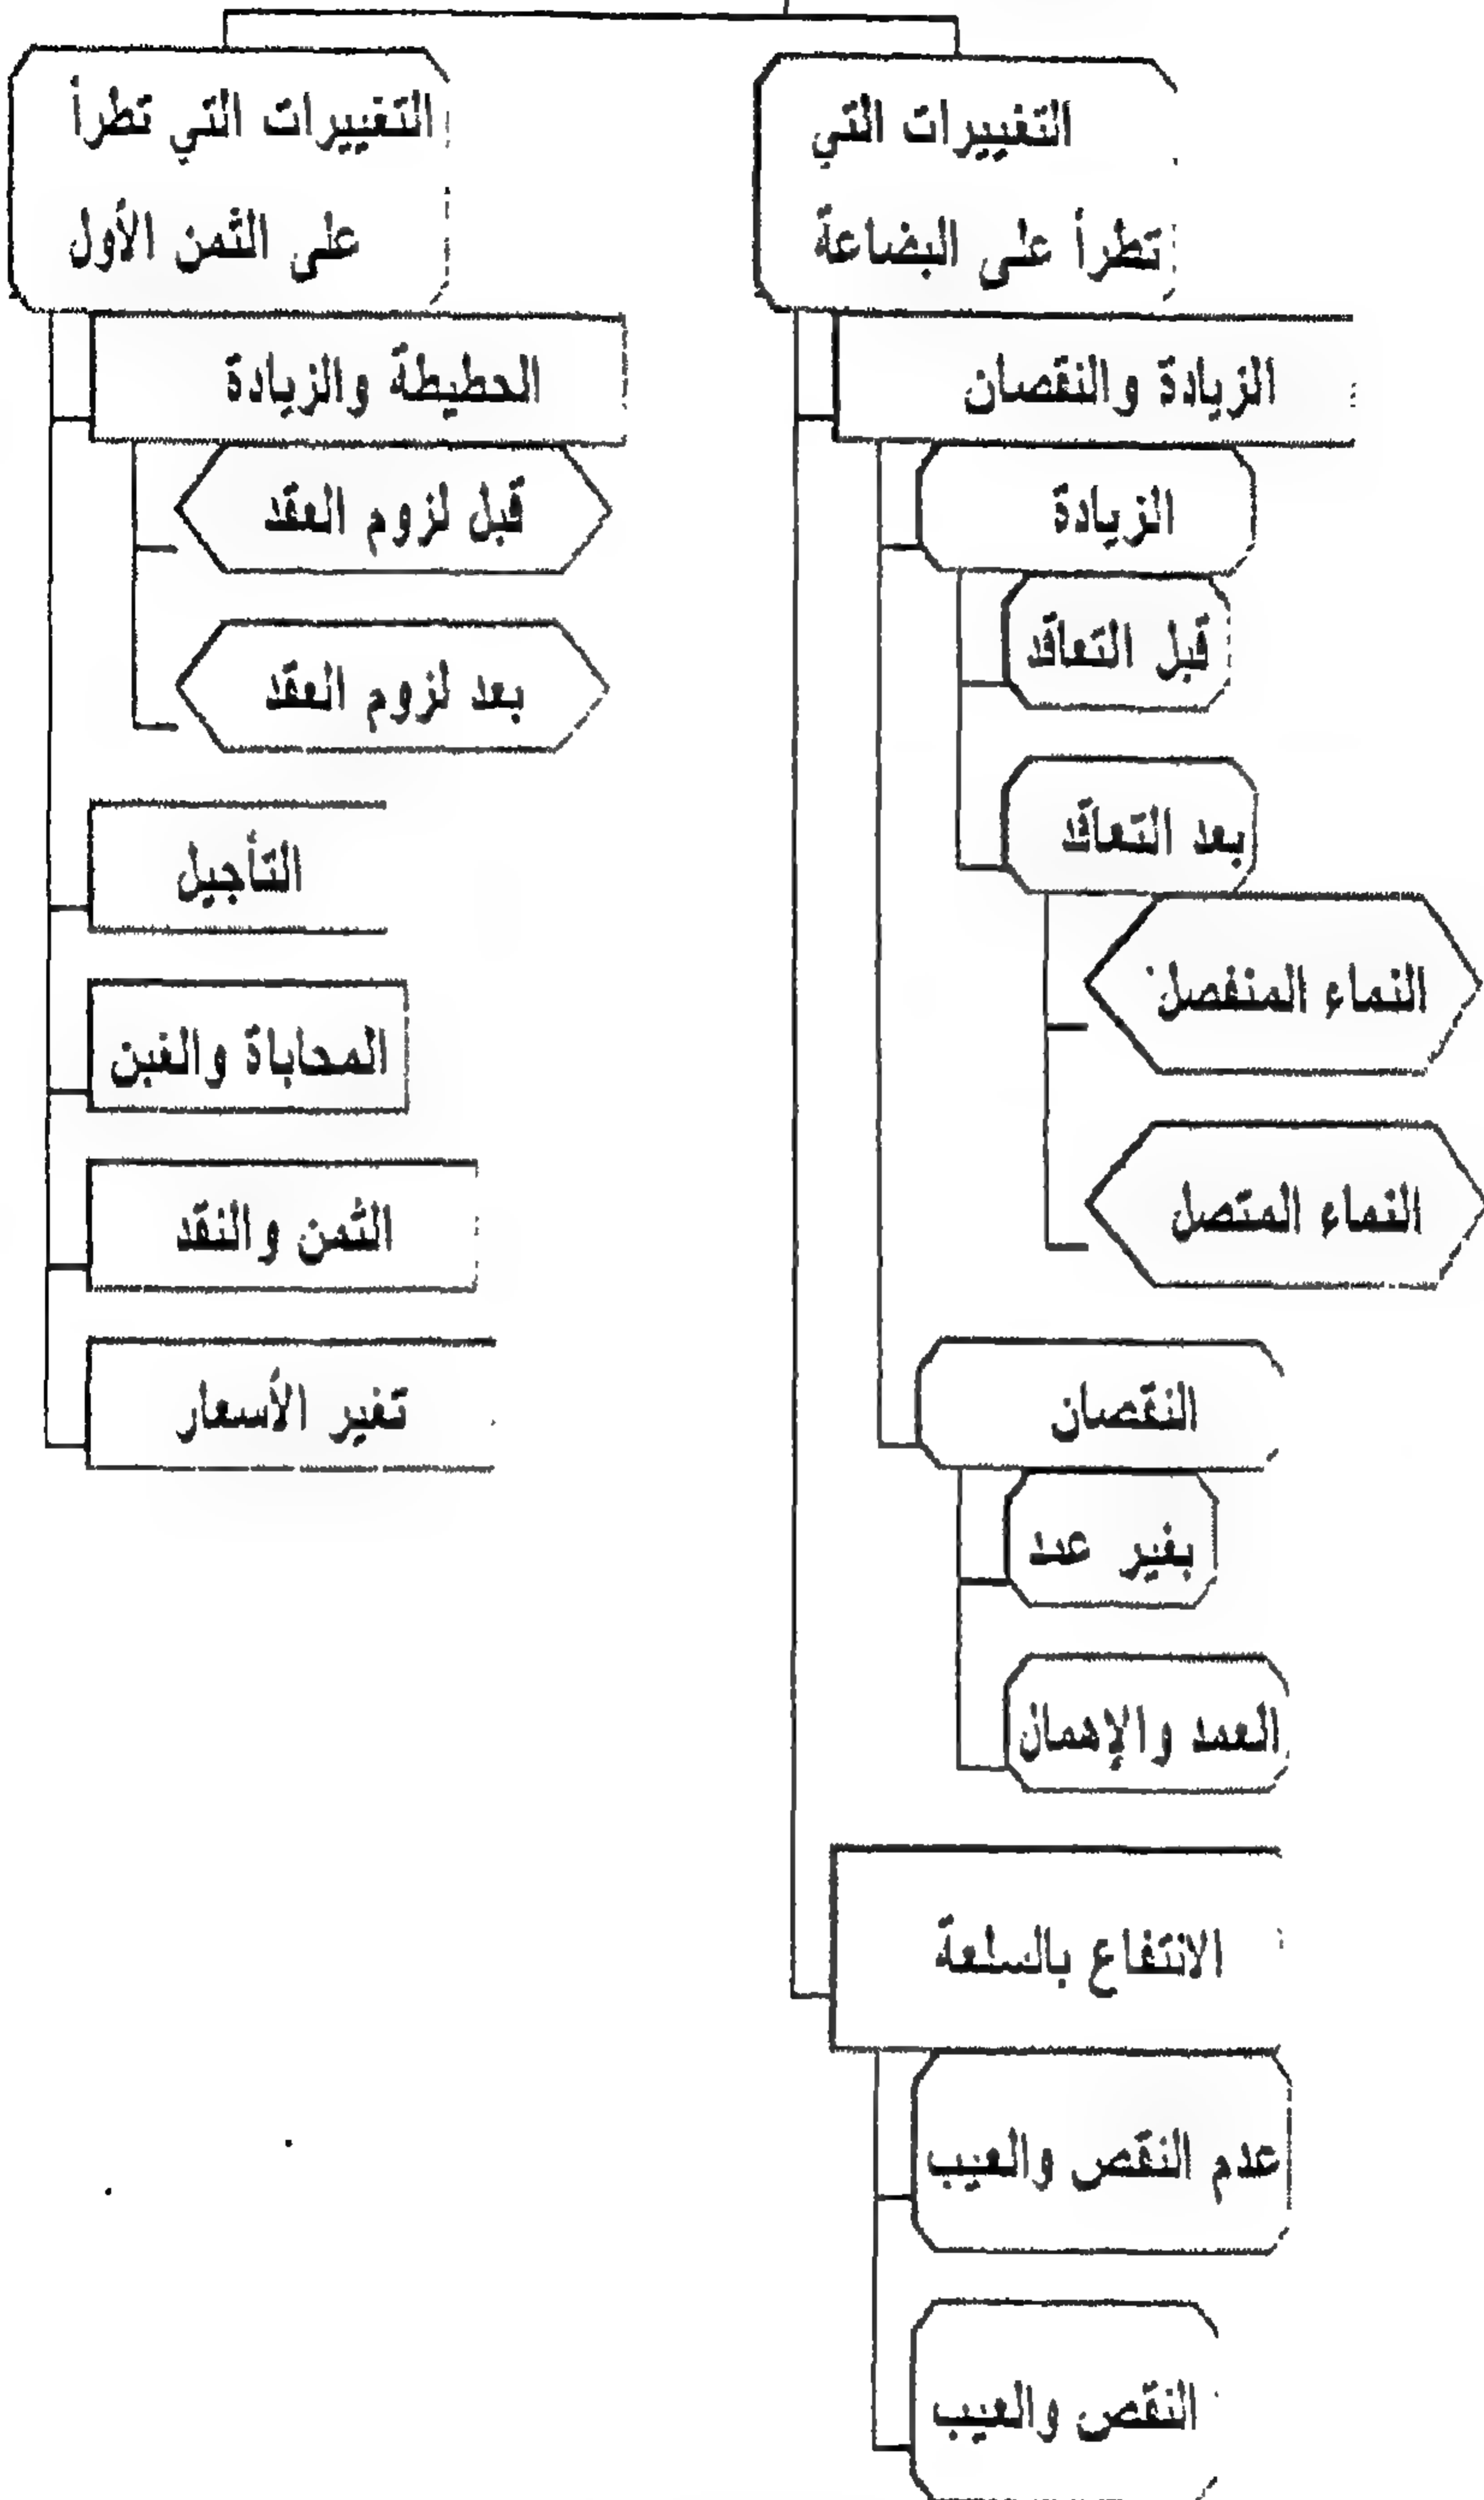 التغييرات التي
تطرأ على البضاعة
الزيادة والنقصان
الزيادة
قبل التعاقد
بعد التعاقد
النماء المنفصل
النماء المتصل
النقصان
بغير عمد
العمد والإهمال
الانتفاع بالسلعة
عدم النقص والعيب
النقص والعيب
التغييرات التي تطرأ
على الثمن الأول
الحطيطة والزيادة
قبل لزوم العقد
بعد لزوم العقد
التأجيل
المحاباة والغبن
الثمن والنقد
تغير الأسعار